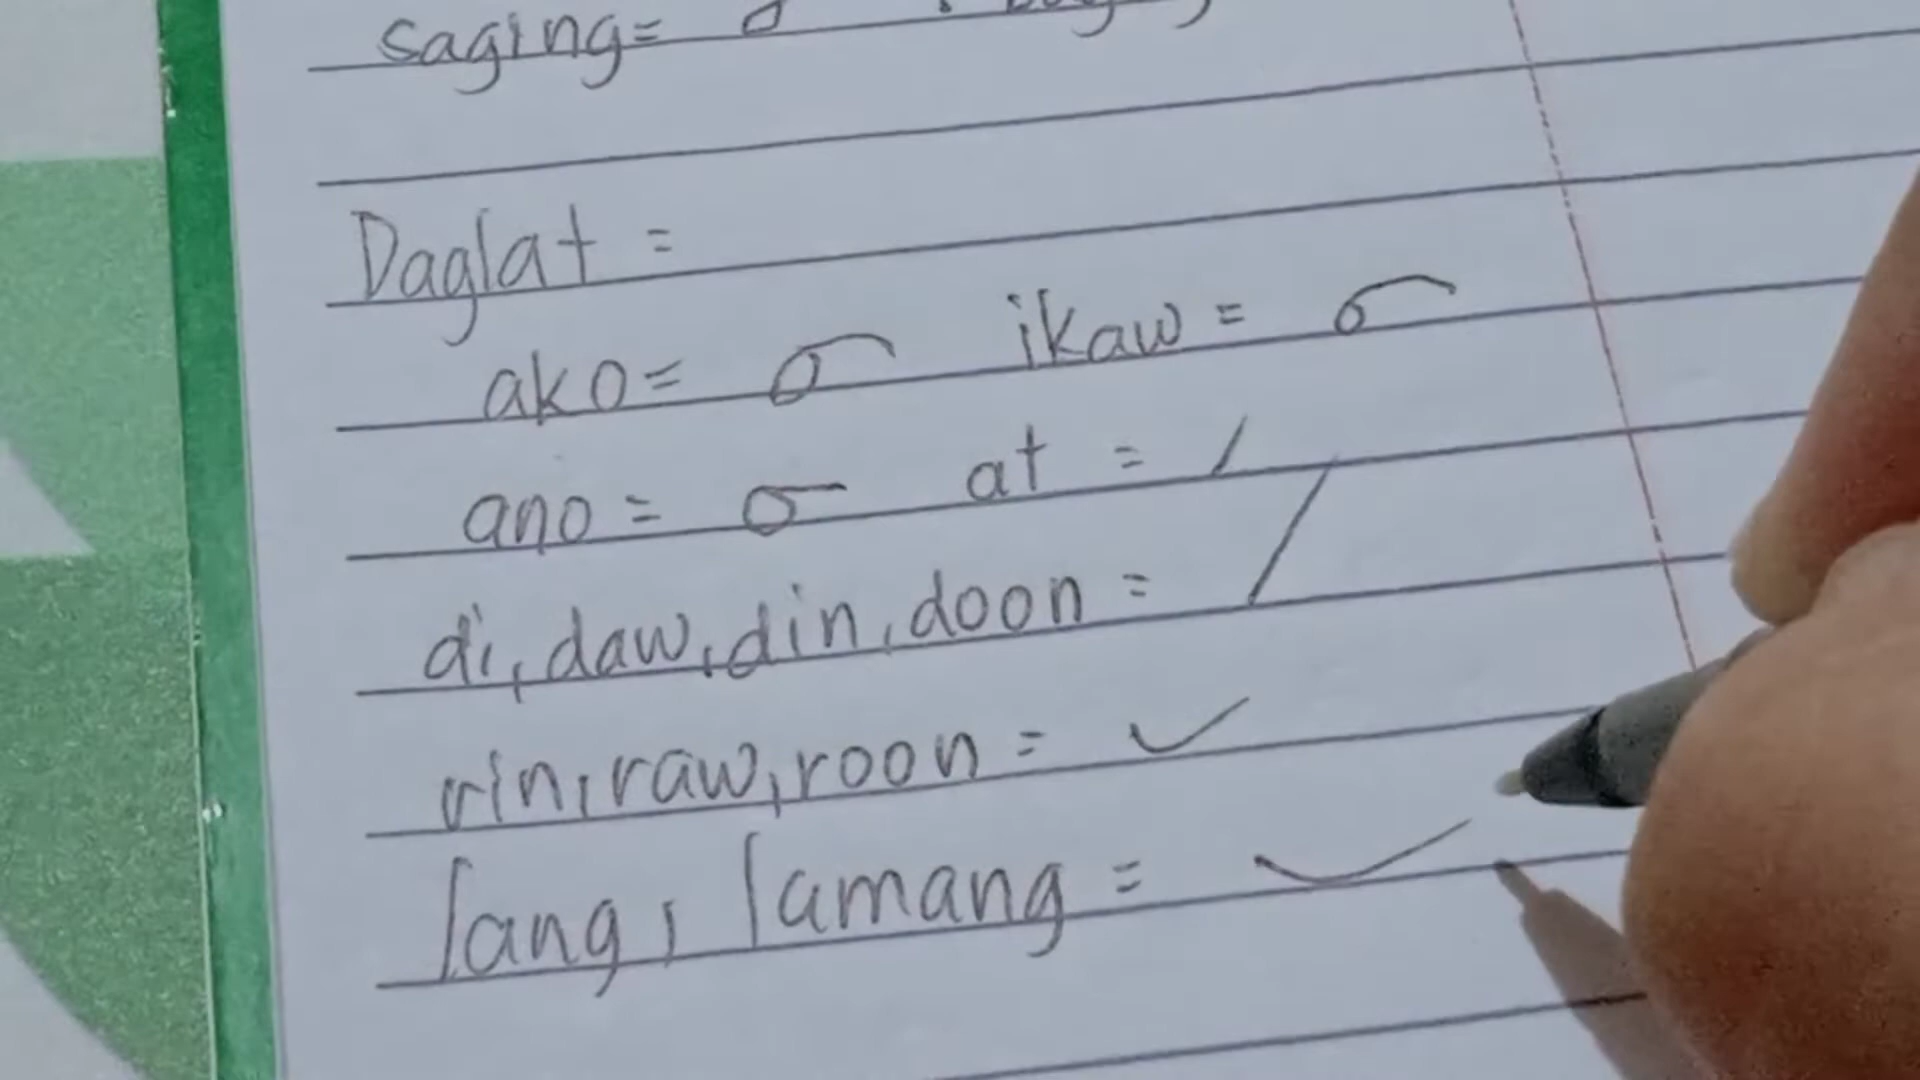 saging=
Daglat =
ako= ikaw =
ano = at =
di, daw, din, doon =
rin, raw, roon =
lang, lamang =